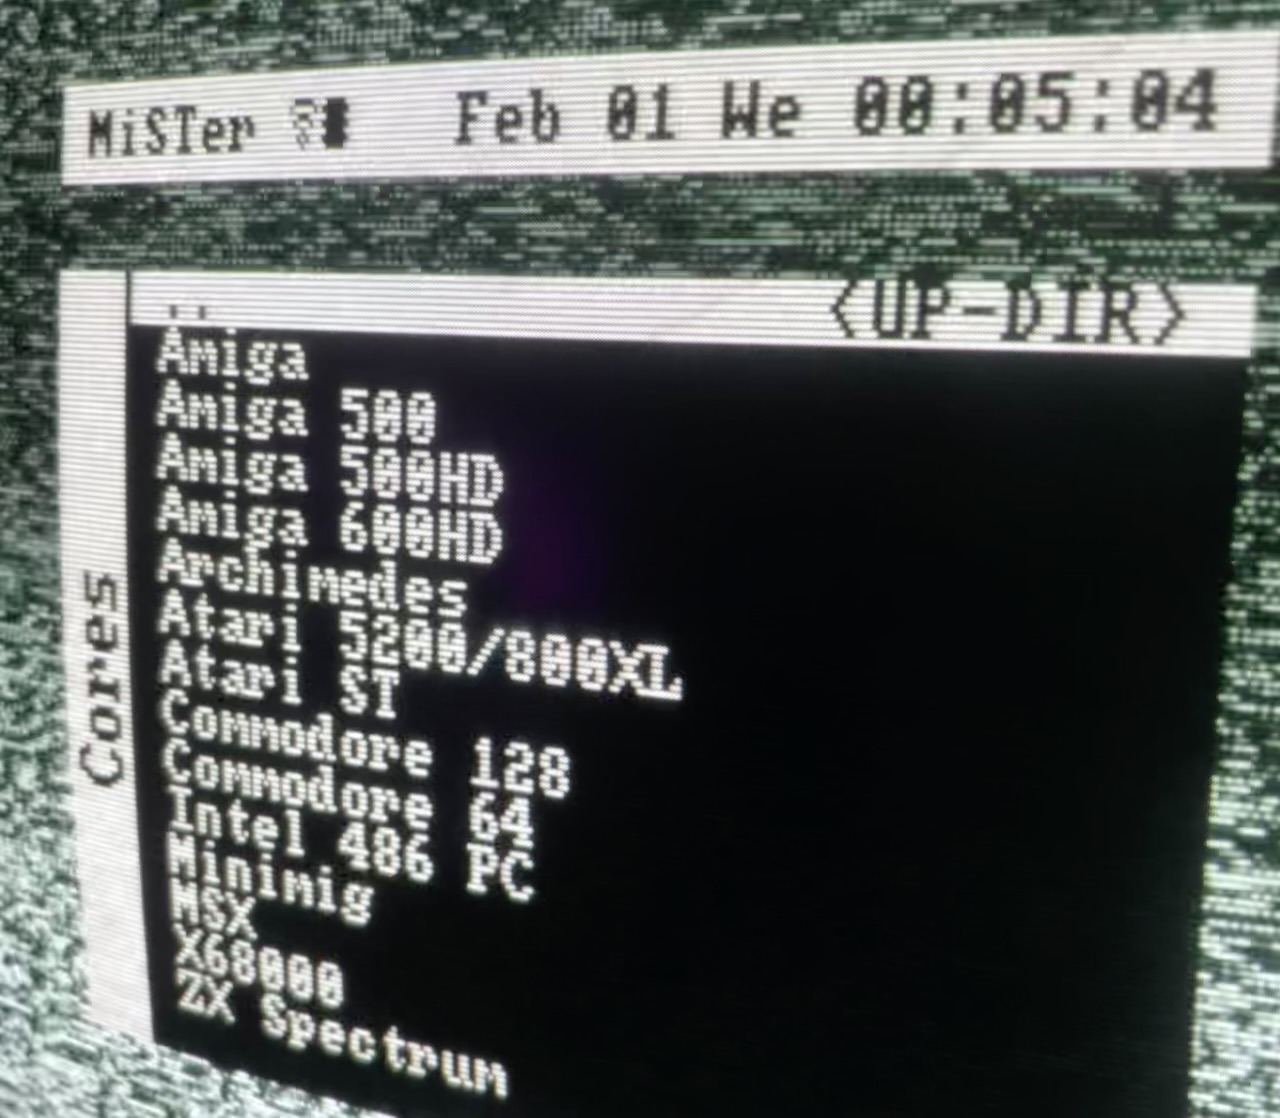 MiSTer Feb 01 We 00:05:04
.. <UP-DIR>
Amiga
Amiga 500
Amiga 500HD
Amiga 600HD
Archimedes
Atari 5200/800XL
Atari ST
Commodore 128
Commodore 64
Intel 486 PC
Minimig
MSX
X68000
ZX Spectrum
Cores